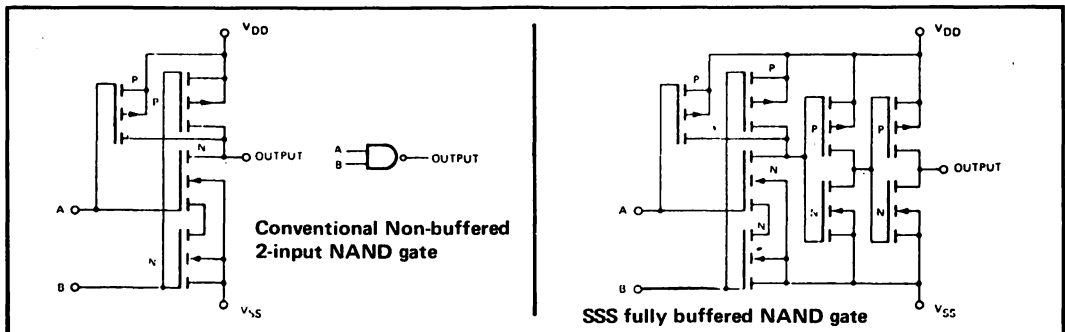 VDD
P
P
N
OUTPUT
A
B
OUTPUT
A
Conventional Non-buffered
2-input NAND gate
N
B
VSS
VDD
P
P
P
P
OUTPUT
N
A
N
N
N
B
VSS
SSS fully buffered NAND gate